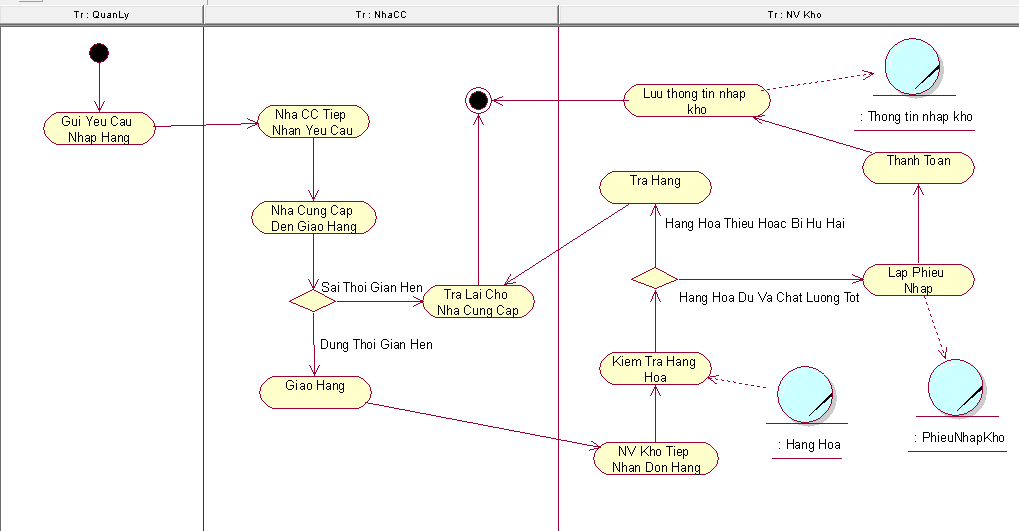 Tr : QuanLy
Tr : NhaCC
Tr : NV Kho
Gui Yeu Cau
Nhap Hang
Nha CC Tiep
Nhan Yeu Cau
Nha Cung Cap
Den Giao Hang
Sai Thoi Gian Hen
Tra Lai Cho
Nha Cung Cap
Dung Thoi Gian Hen
Giao Hang
Luu thong tin nhap
kho
: Thong tin nhap kho
Thanh Toan
Tra Hang
Hang Hoa Thieu Hoac Bi Hu Hai
Lap Phieu
Nhap
Hang Hoa Du Va Chat Luong Tot
Kiem Tra Hang
Hoa
: Hang Hoa
: PhieuNhapKho
NV Kho Tiep
Nhan Don Hang